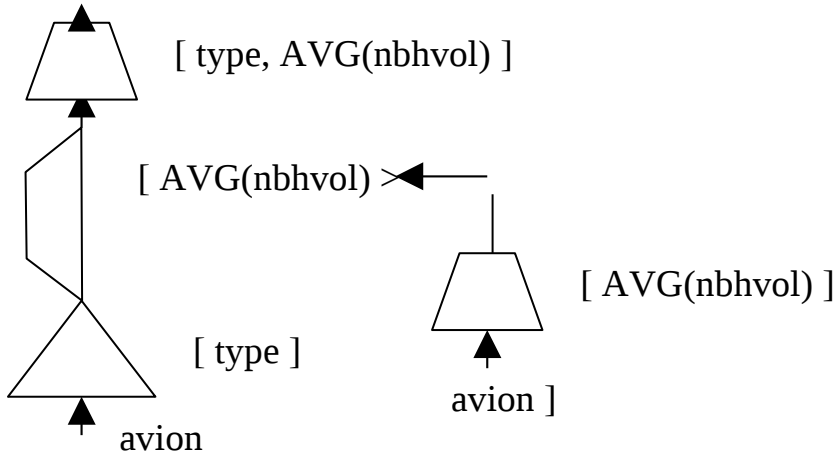 [ type, AVG(nbhvol) ]
[ AVG(nbhvol) >
[ AVG(nbhvol) ]
[ type ]
avion ]
avion